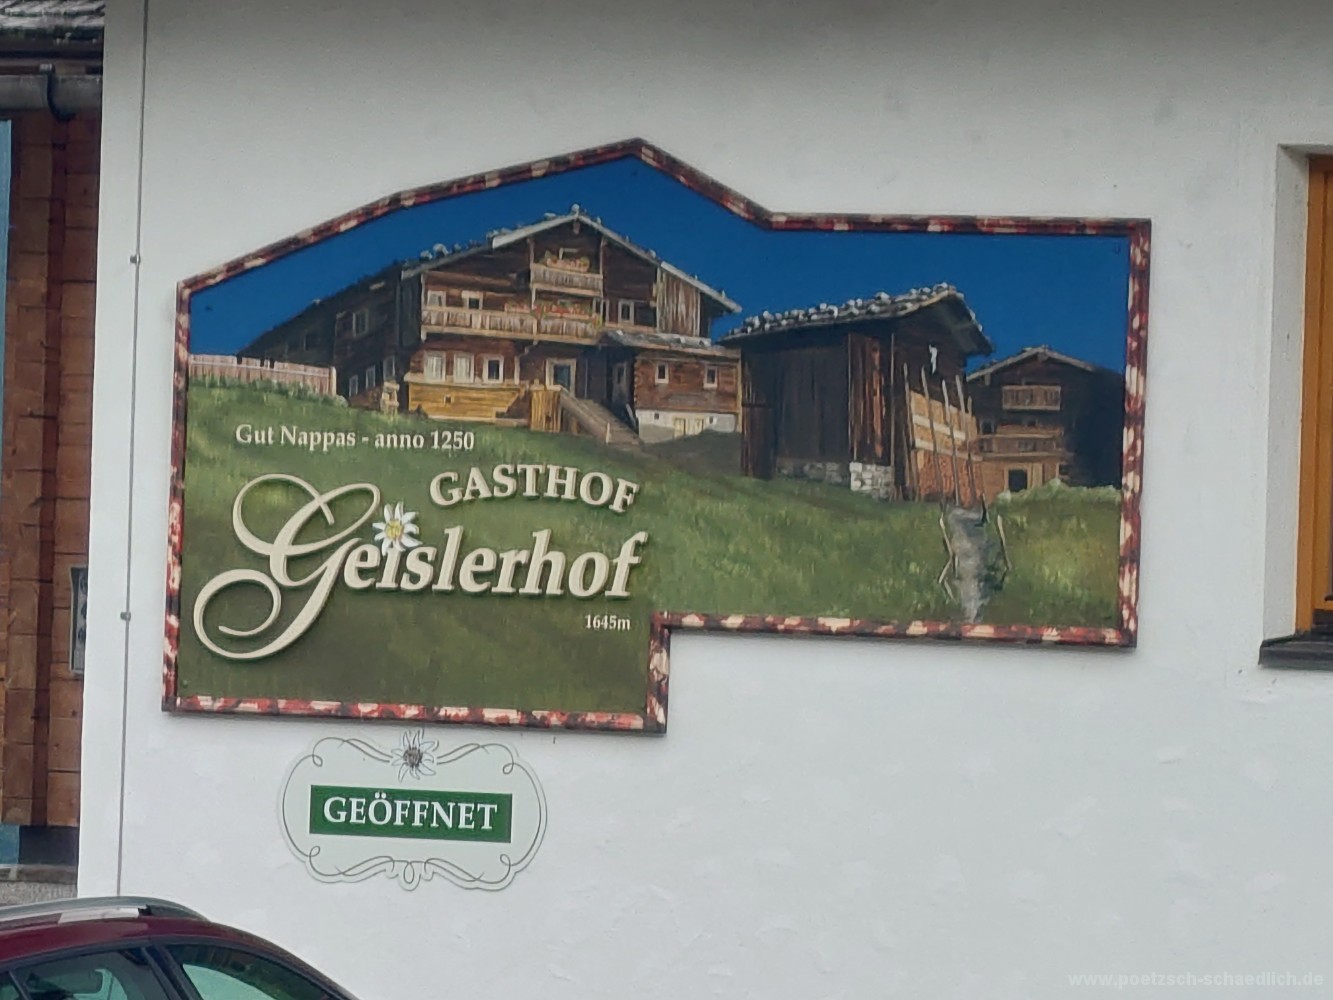 Gut Nappas - anno 1250
GASTHOF
Geislerhof
1645m
GEÖFFNET
www.poetzsch-schaedlich.de